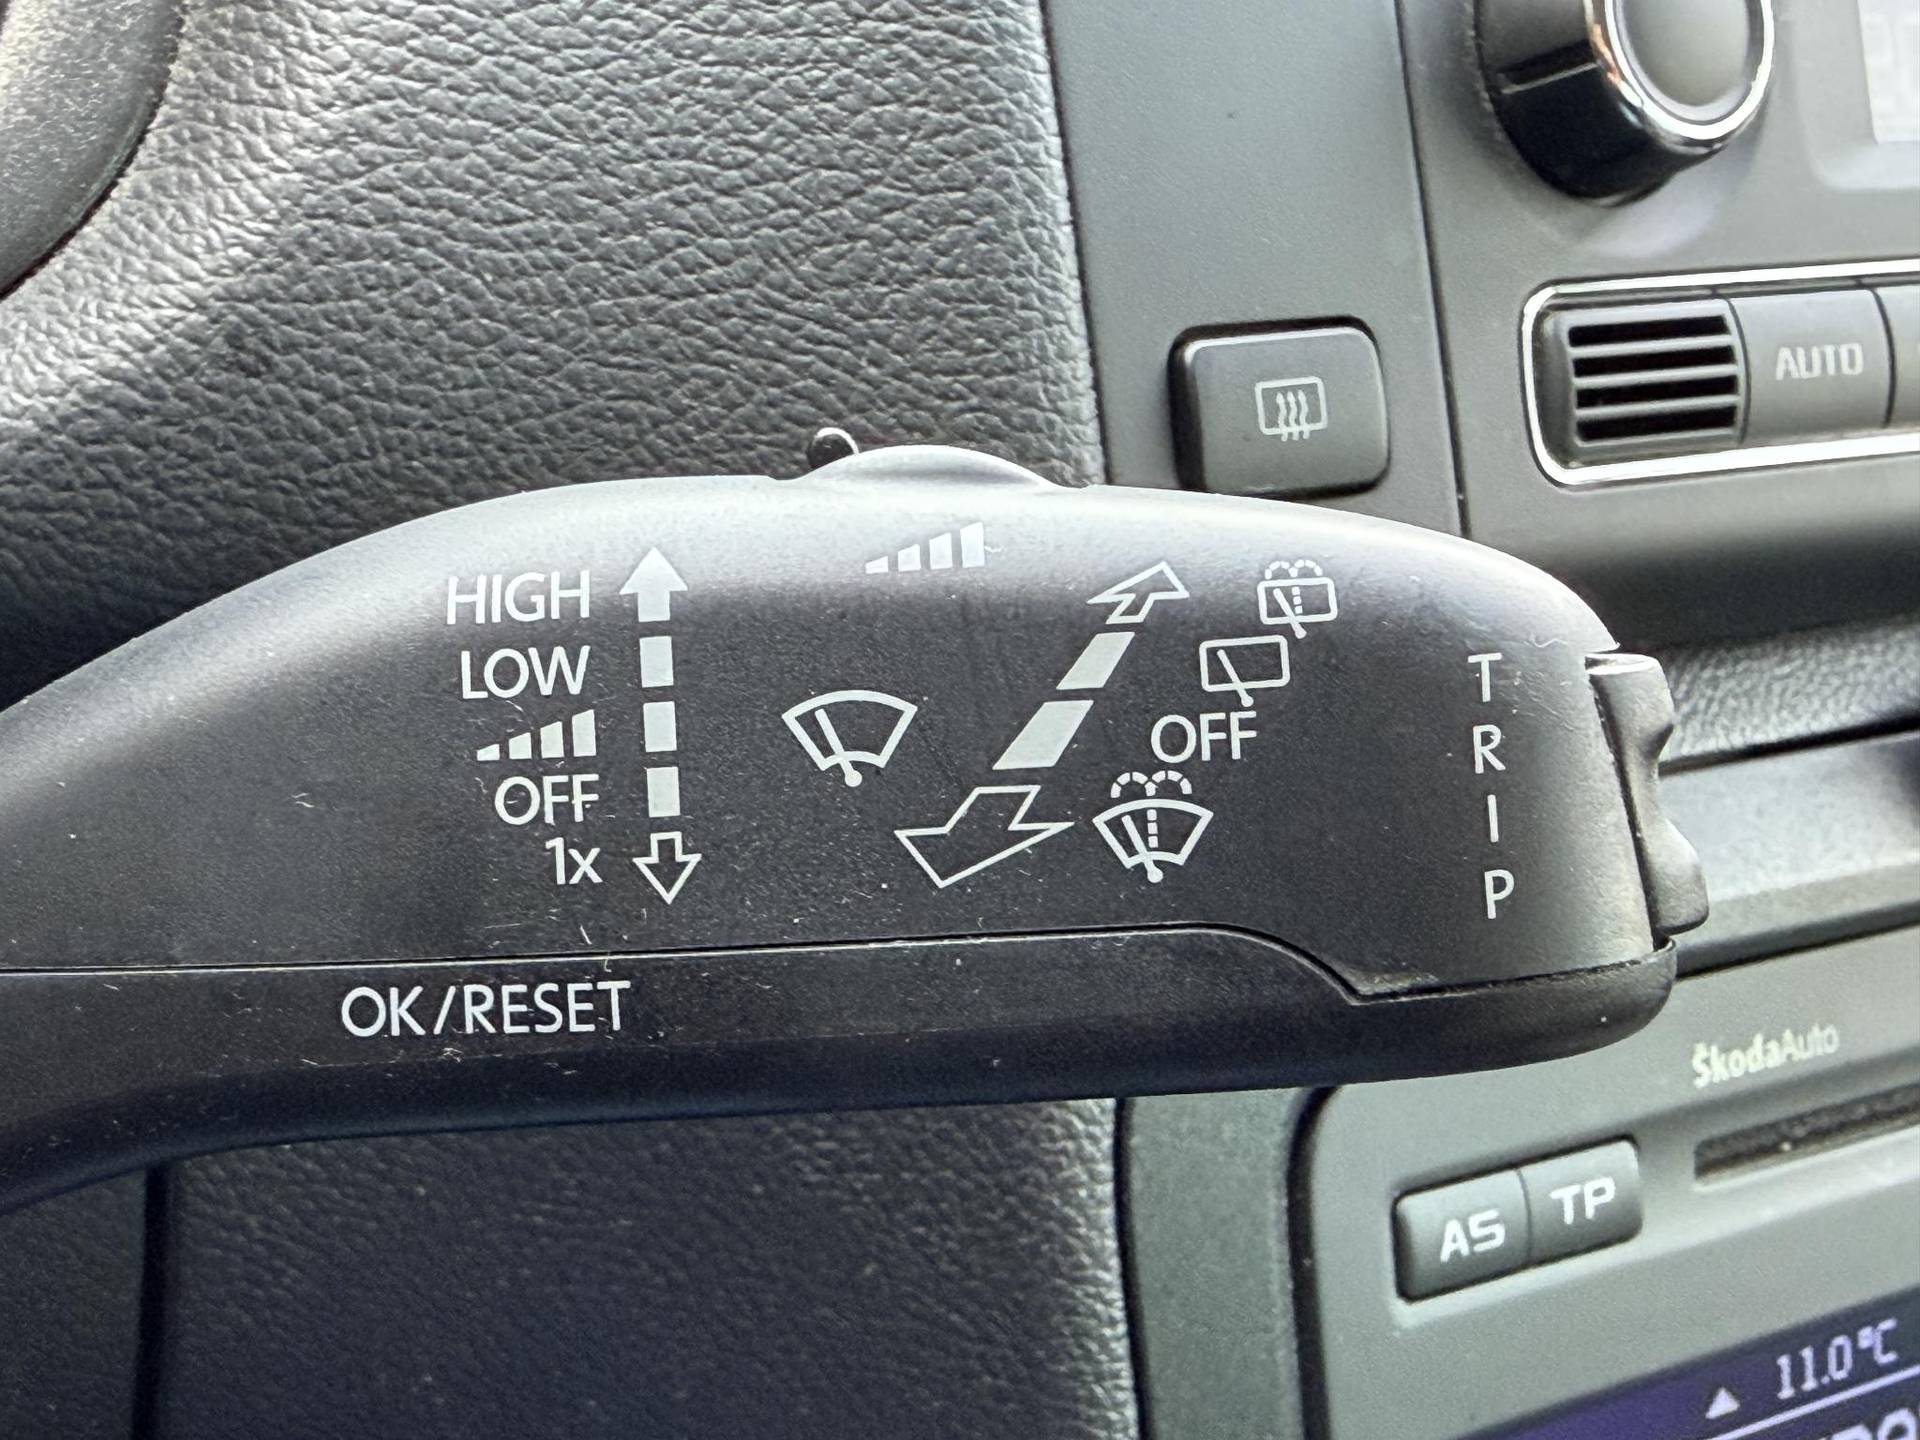 AUTO
HIGH
LOW
OFF
1x
OFF
TRIP
OK/RESET
ŠkodaAuto
AS TP
11.0°C